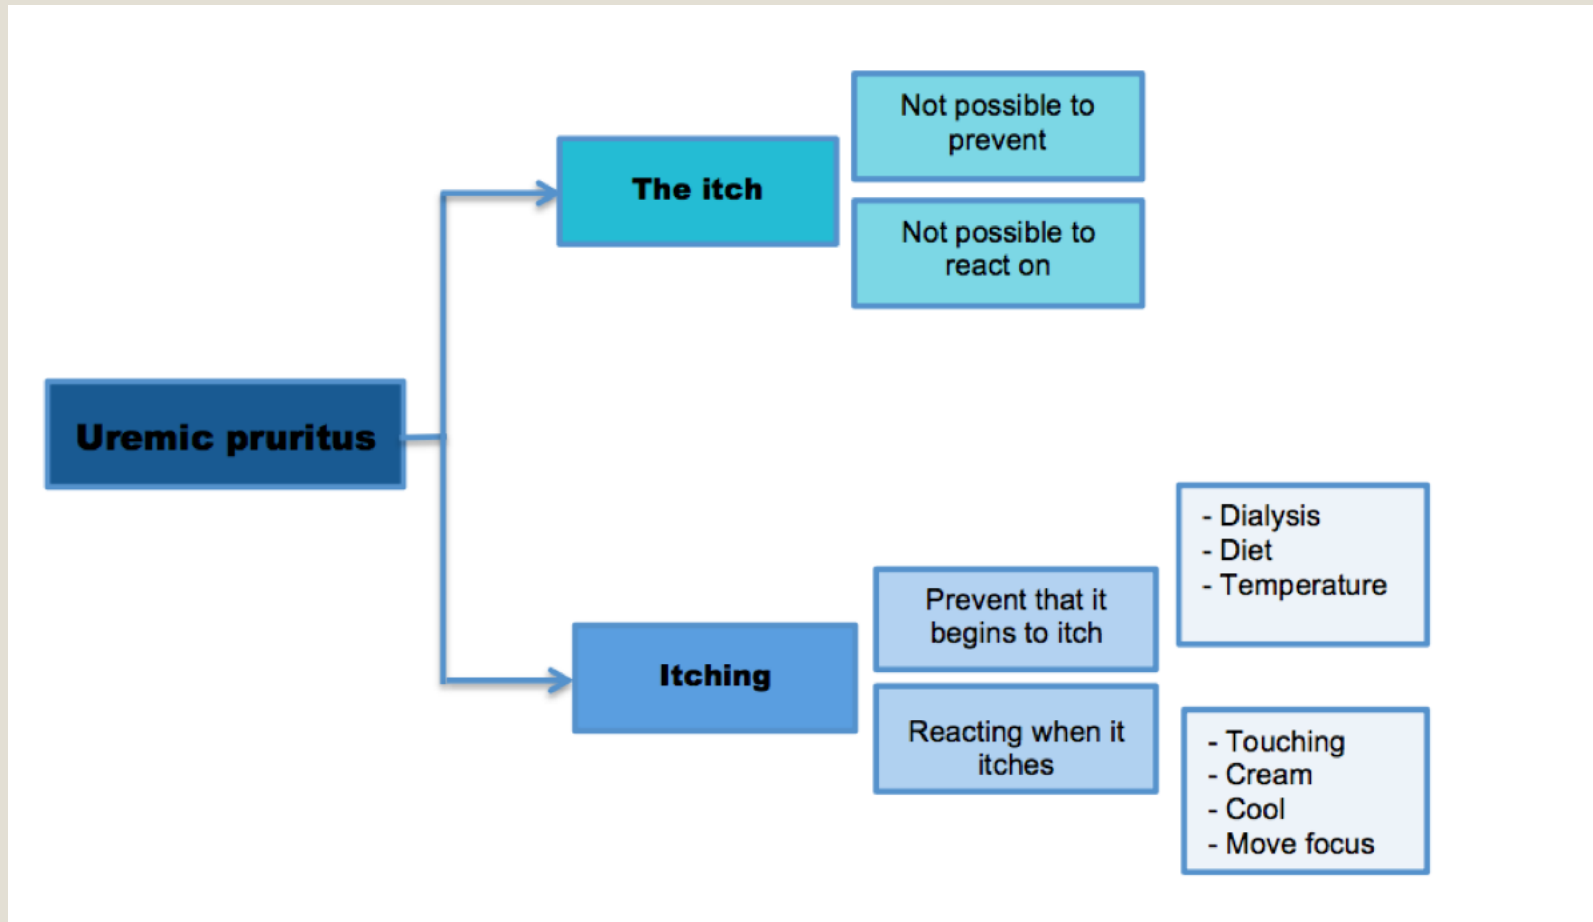 Not possible to
prevent
The itch
Not possible to
react on
Uremic pruritus
- Dialysis
- Diet
- Temperature
Prevent that it
begins to itch
Itching
Reacting when it
itches
- Touching
- Cream
- Cool
- Move focus